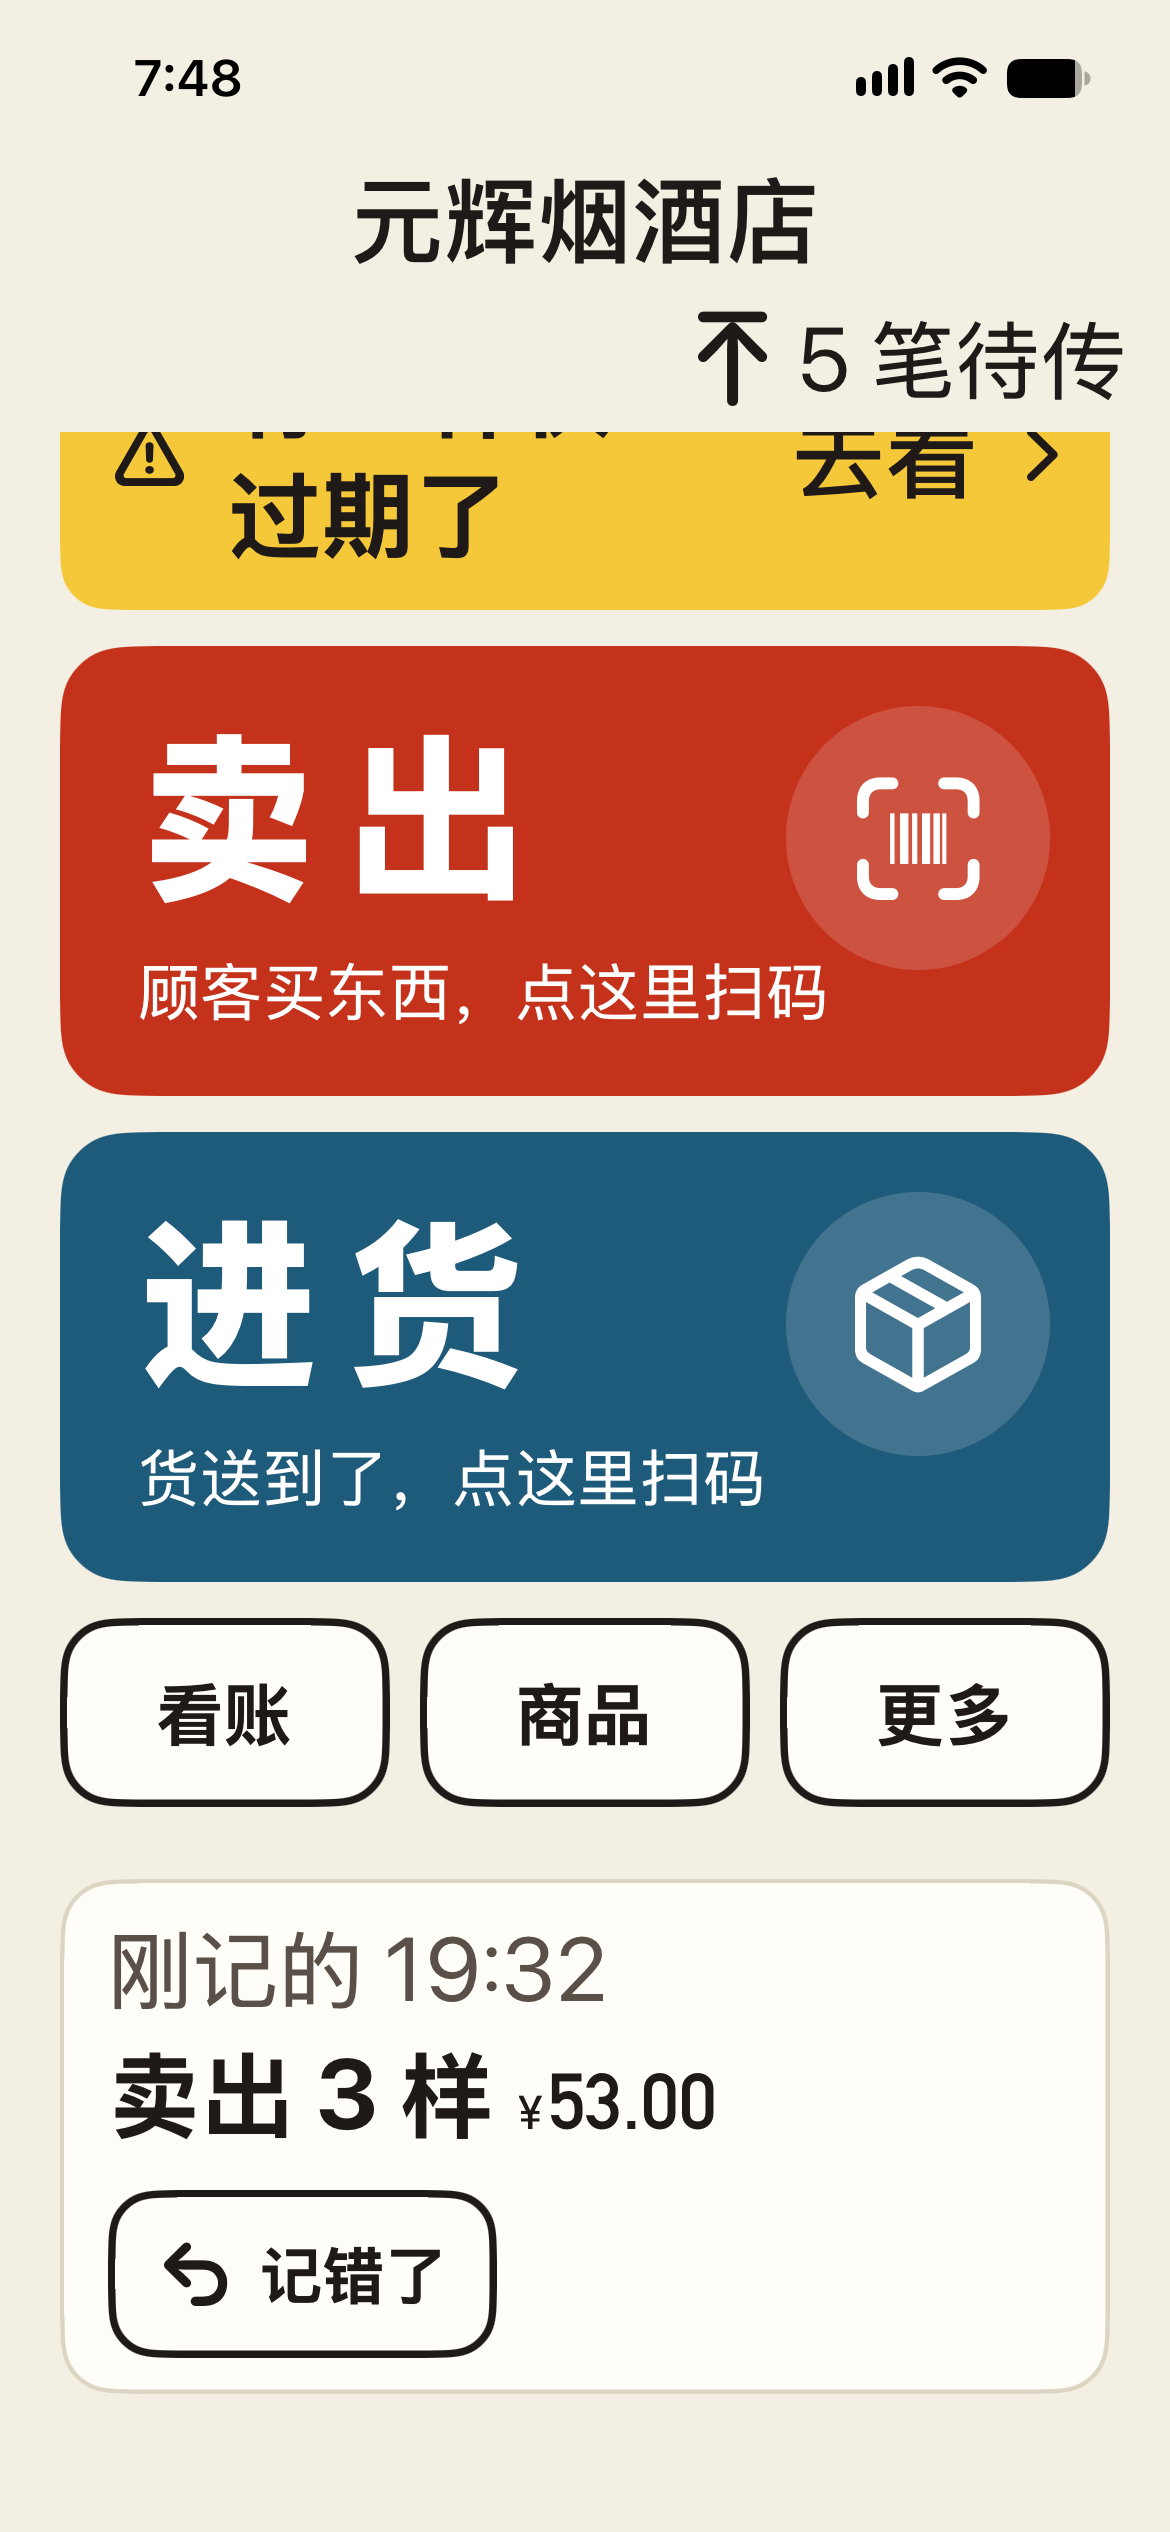 7:48
元辉烟酒店
5 笔待传
过期了
去看
卖出
顾客买东西，点这里扫码
进货
货送到了，点这里扫码
看账
商品
更多
刚记的 19:32
卖出 3 样 ¥53.00
记错了